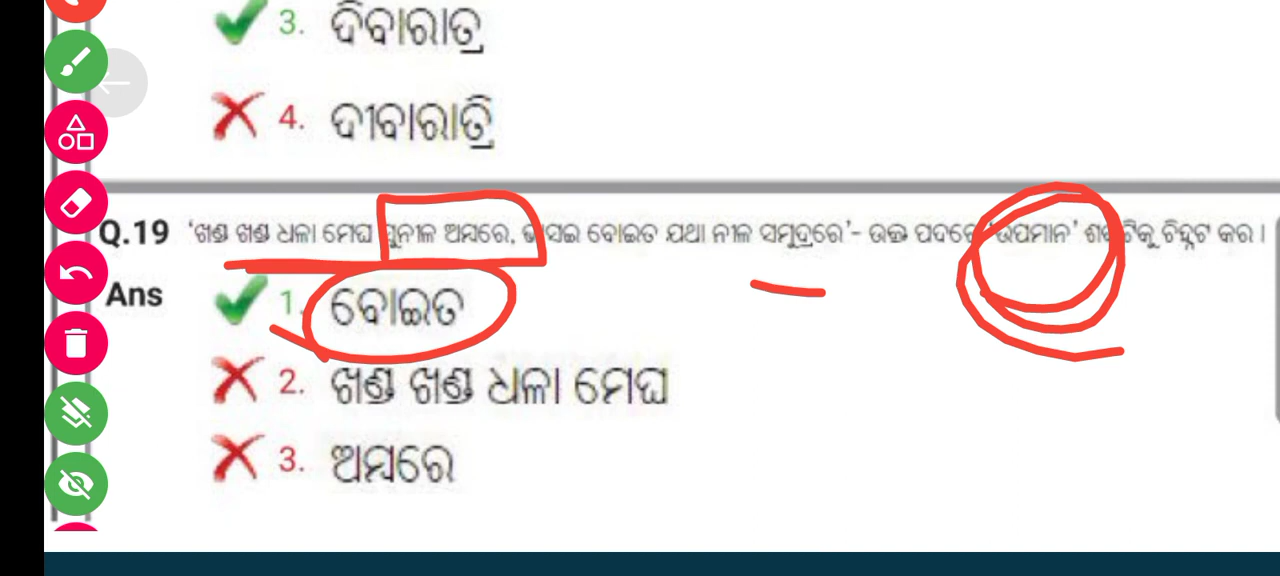 3. ଦିବାରାତ୍ର
4. ଦୀବାରାତ୍ରି
Q.19 'ଖଣ୍ଡ ଖଣ୍ଡ ଧଳା ମେଘ ସୁନୀଳ ଅମ୍ବରେ, ଭାସଇ ବୋଇତ ଯଥା ନୀଳ ସମୁଦ୍ରରେ'- ଉକ୍ତ ପଦରେ 'ଉପମାନ' ଶବ୍ଦଟିକୁ ଚିହ୍ନଟ କର।
Ans 1. ବୋଇତ
2. ଖଣ୍ଡ ଖଣ୍ଡ ଧଳା ମେଘ
3. ଅମ୍ବରେ